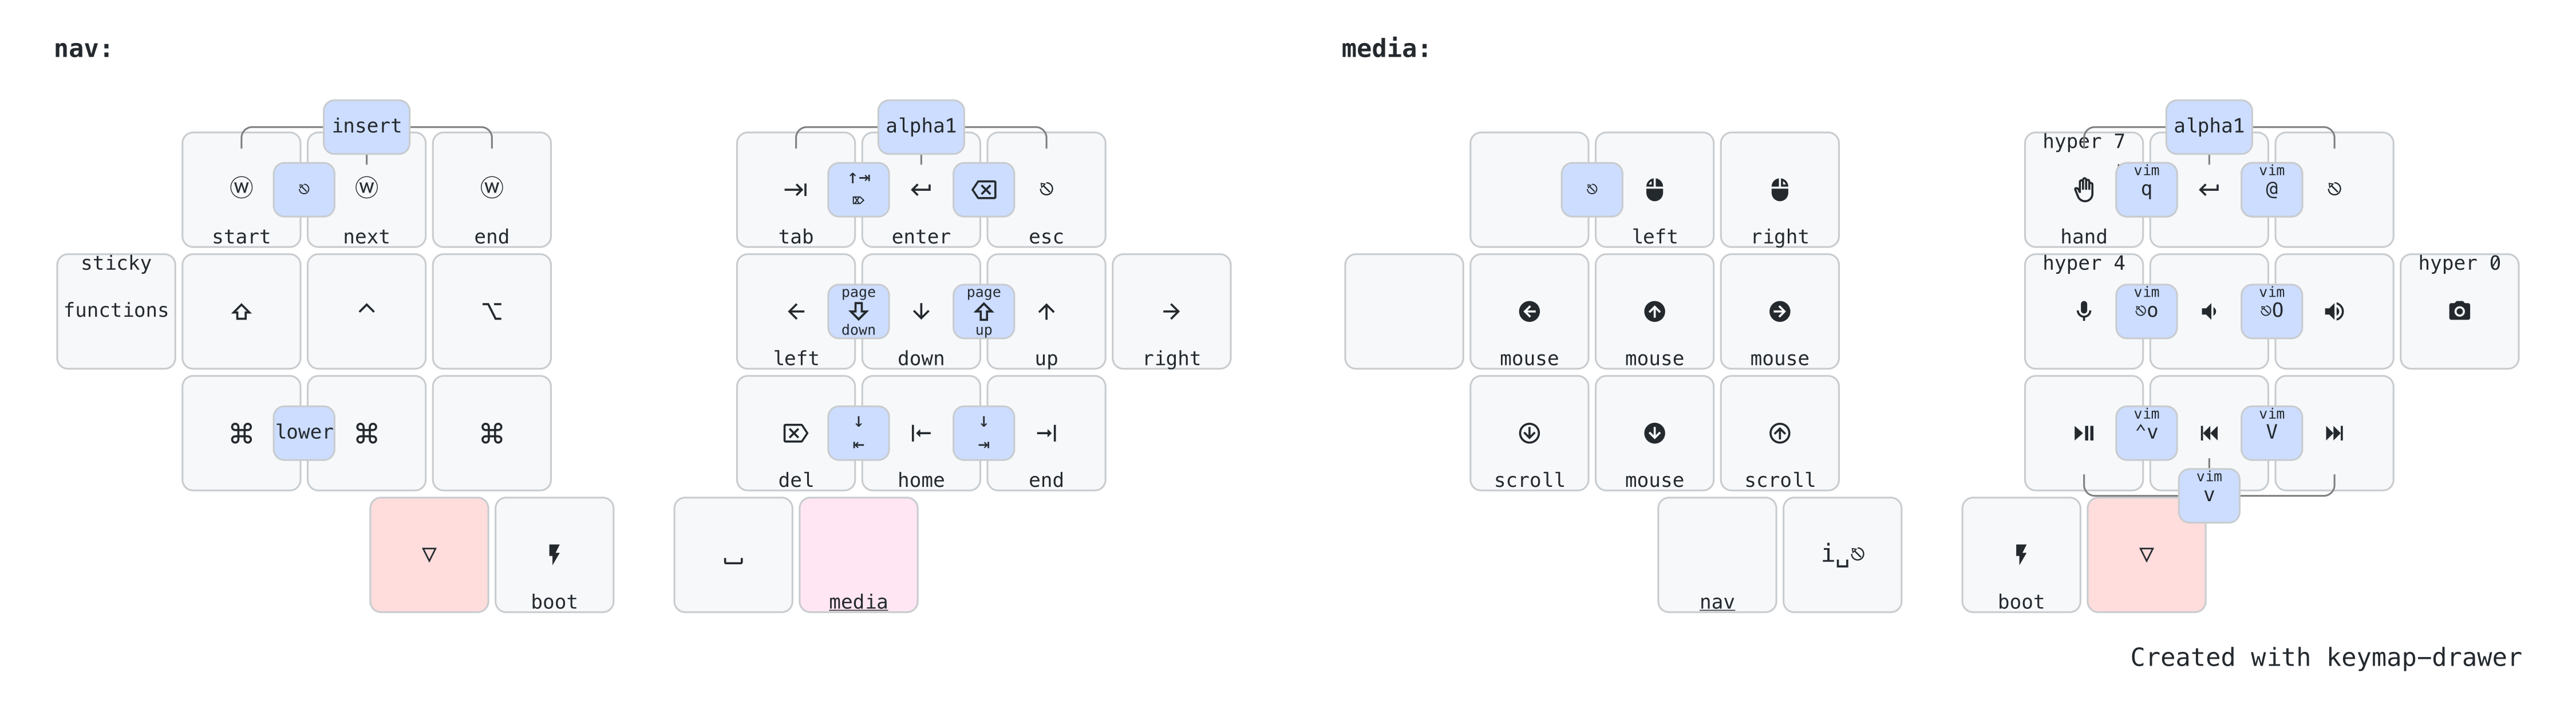 nav:
media:
insert
alpha1
alpha1
hyper 7
ⓦ ⎋ ⓦ ⓦ
start next end
⇥ ↑⇥ ⌦ ↵ ⌫ ⎋
tab enter esc
⎋
left right
vim q ↵ vim @ ⎋
hand
sticky
functions
⇧ ^ ⌥
← page ⇩ down ↓ page ⇧ up ↑ →
left down up right
mouse mouse mouse
hyper 4 hyper 0
vim ⎋o vim ⎋O
⌘ lower ⌘ ⌘
⌦ ↓ ⇤ ⇤ ↓ ⇥ ⇥
del home end
scroll mouse scroll
vim ^v vim V
vim v
▽
boot
␣
media
nav
i␣⎋
boot
▽
Created with keymap-drawer